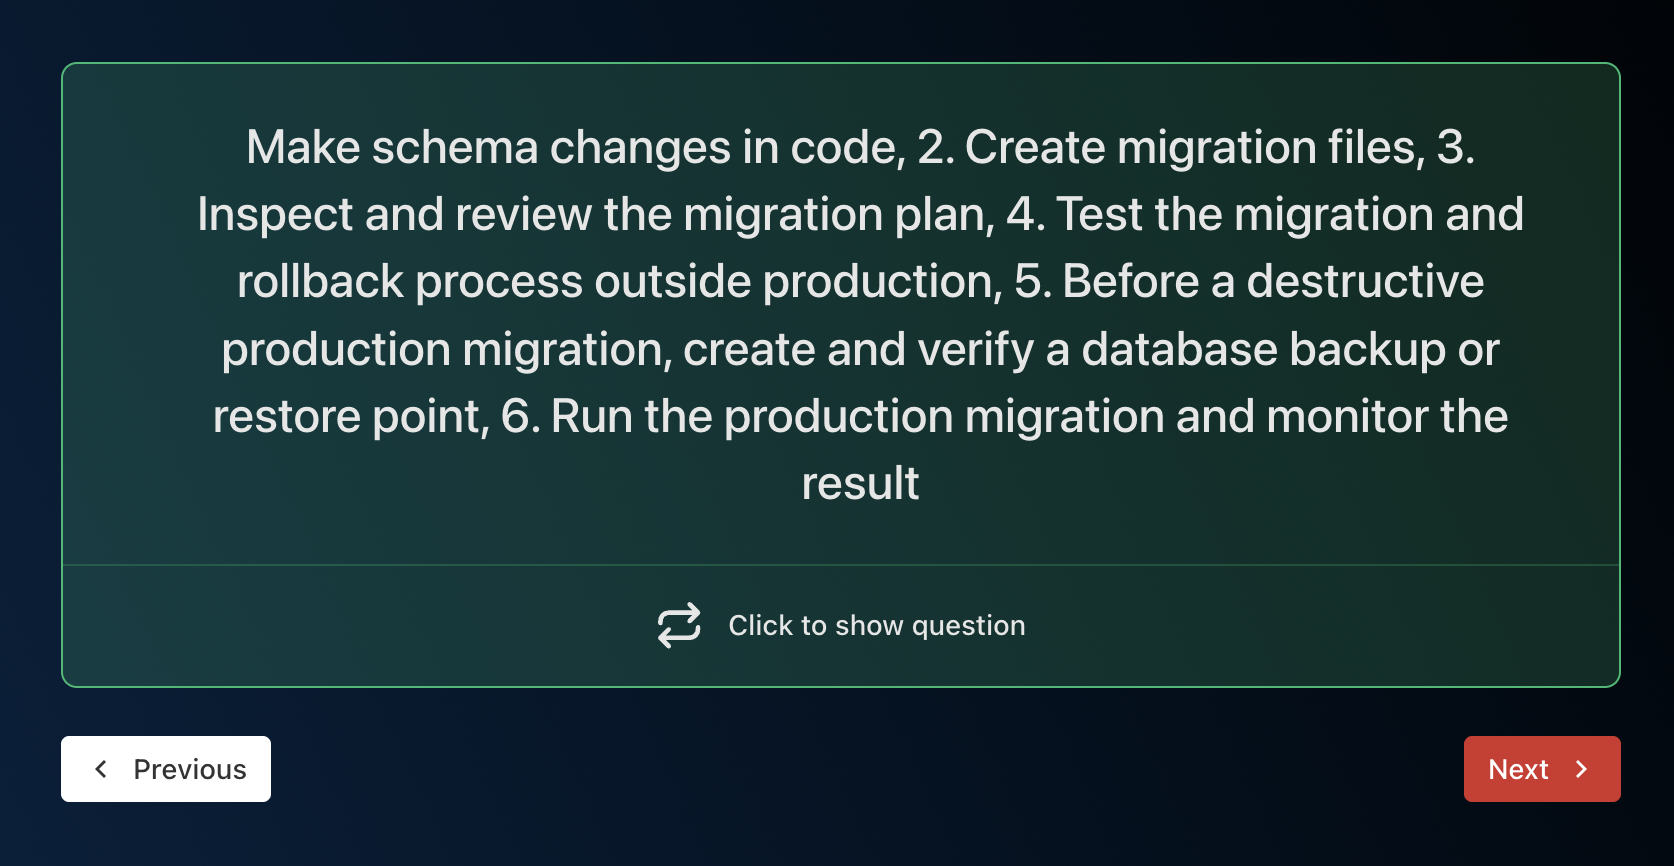 Make schema changes in code, 2. Create migration files, 3.
Inspect and review the migration plan, 4. Test the migration and
rollback process outside production, 5. Before a destructive
production migration, create and verify a database backup or
restore point, 6. Run the production migration and monitor the
result
Click to show question
Previous
Next